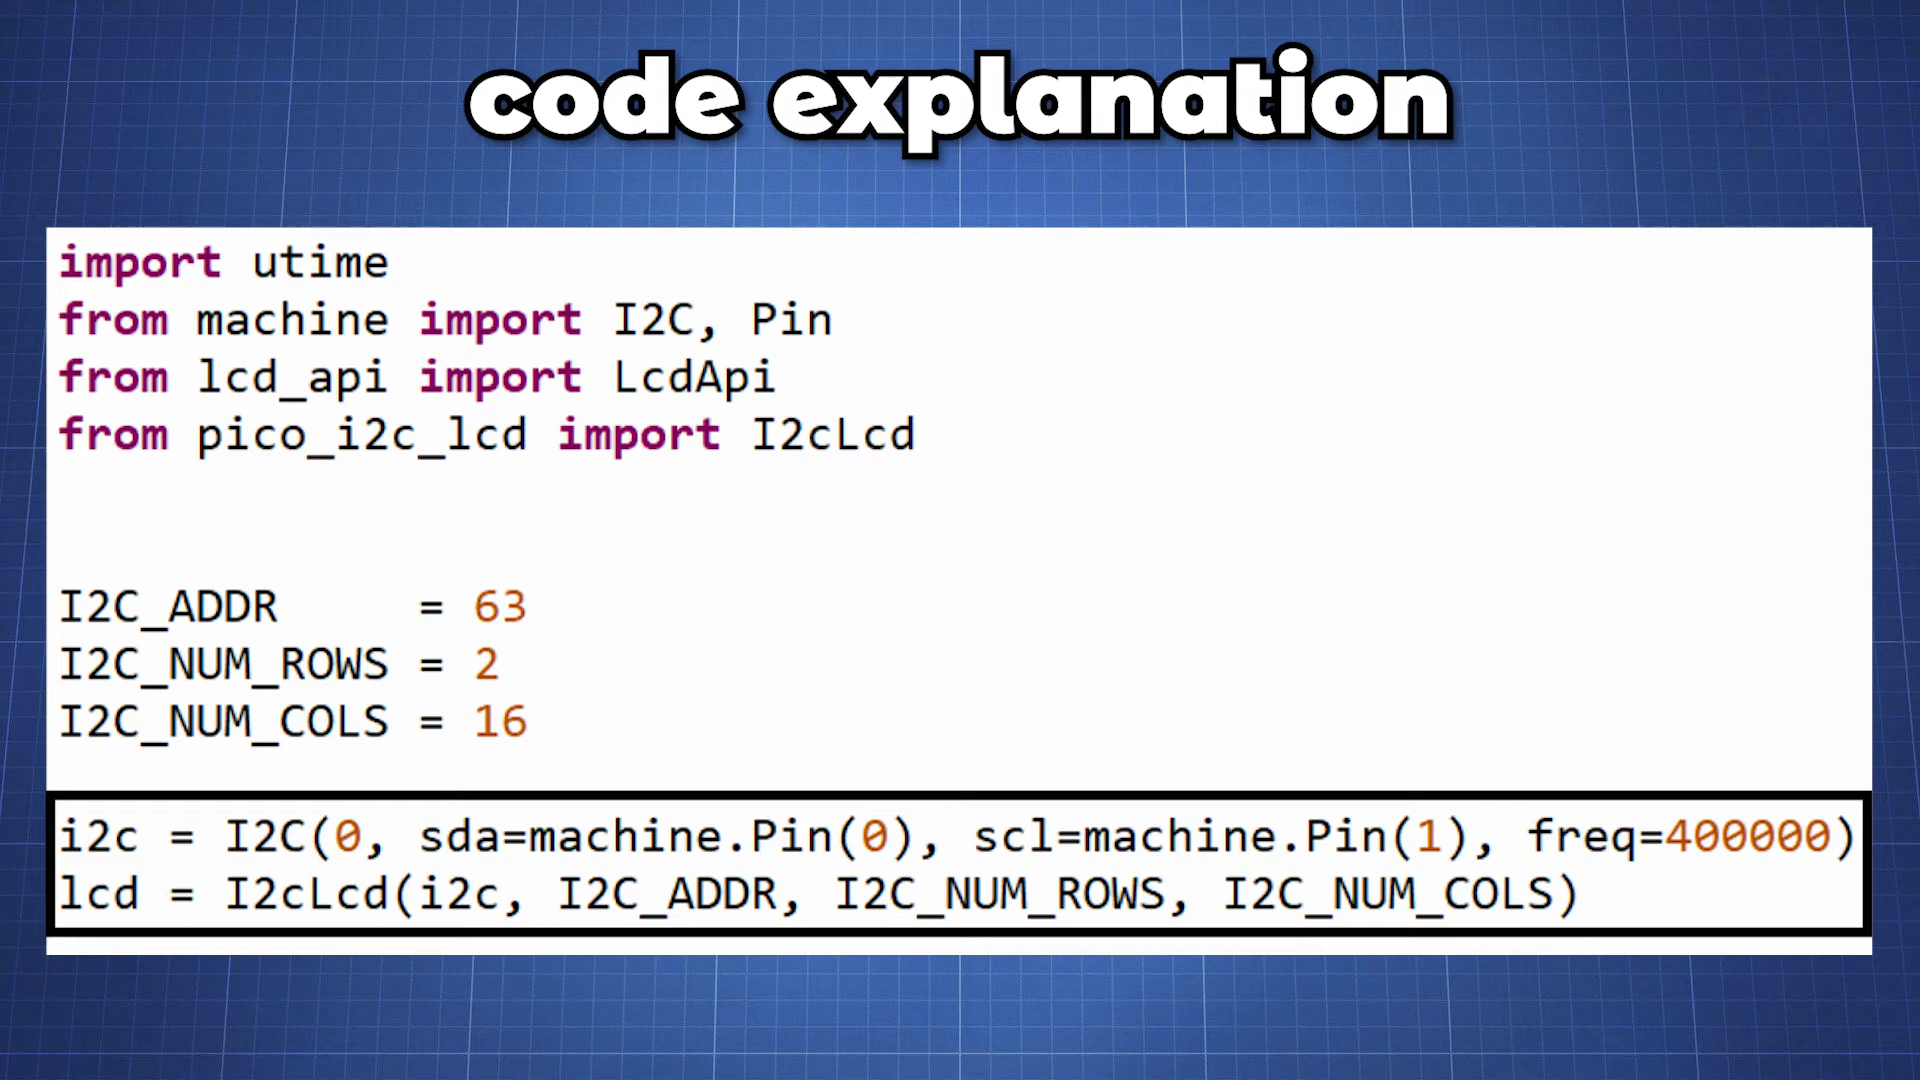 code explanation
import utime
from machine import I2C, Pin
from lcd_api import LcdApi
from pico_i2c_lcd import I2cLcd
I2C_ADDR     = 63
I2C_NUM_ROWS = 2
I2C_NUM_COLS = 16
i2c = I2C(0, sda=machine.Pin(0), scl=machine.Pin(1), freq=400000)
lcd = I2cLcd(i2c, I2C_ADDR, I2C_NUM_ROWS, I2C_NUM_COLS)